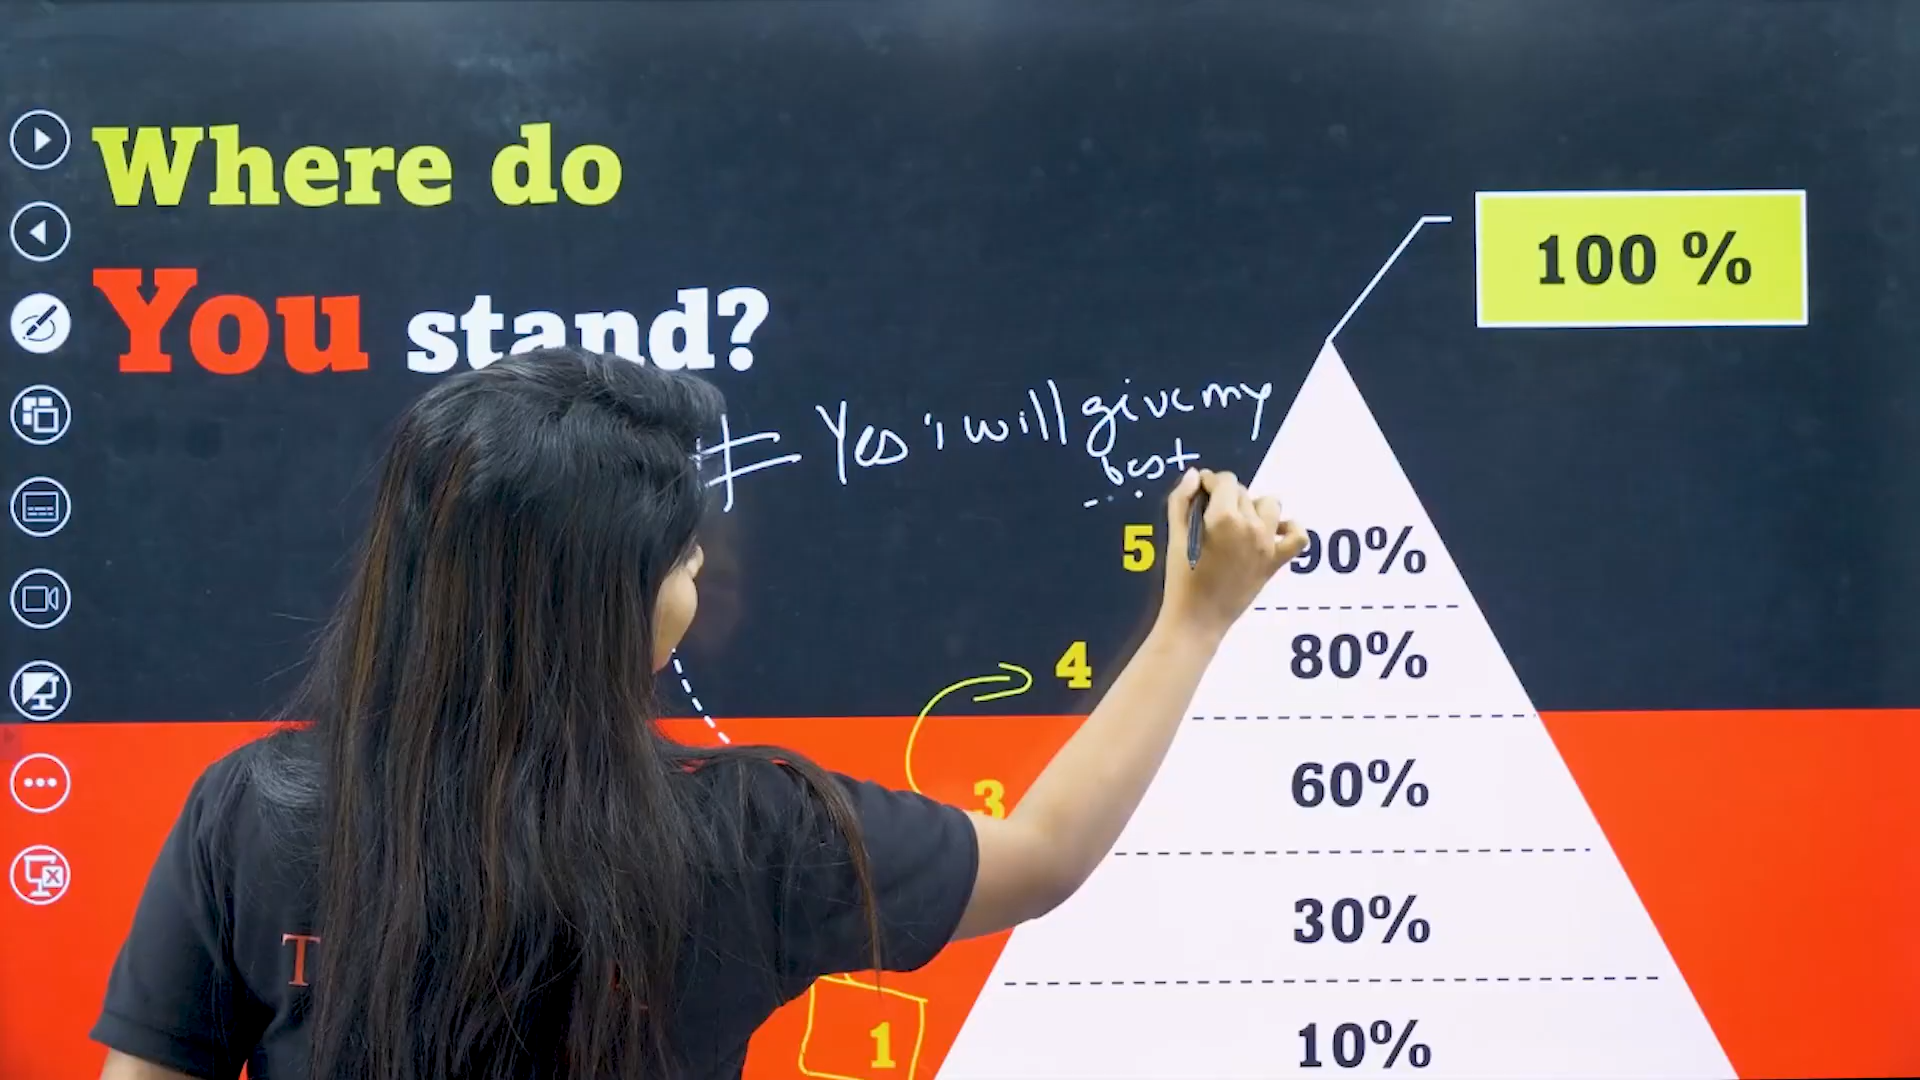 Where do
You stand?
100 %
Yes i will give my
best
5
90%
4
80%
3
60%
30%
1
10%